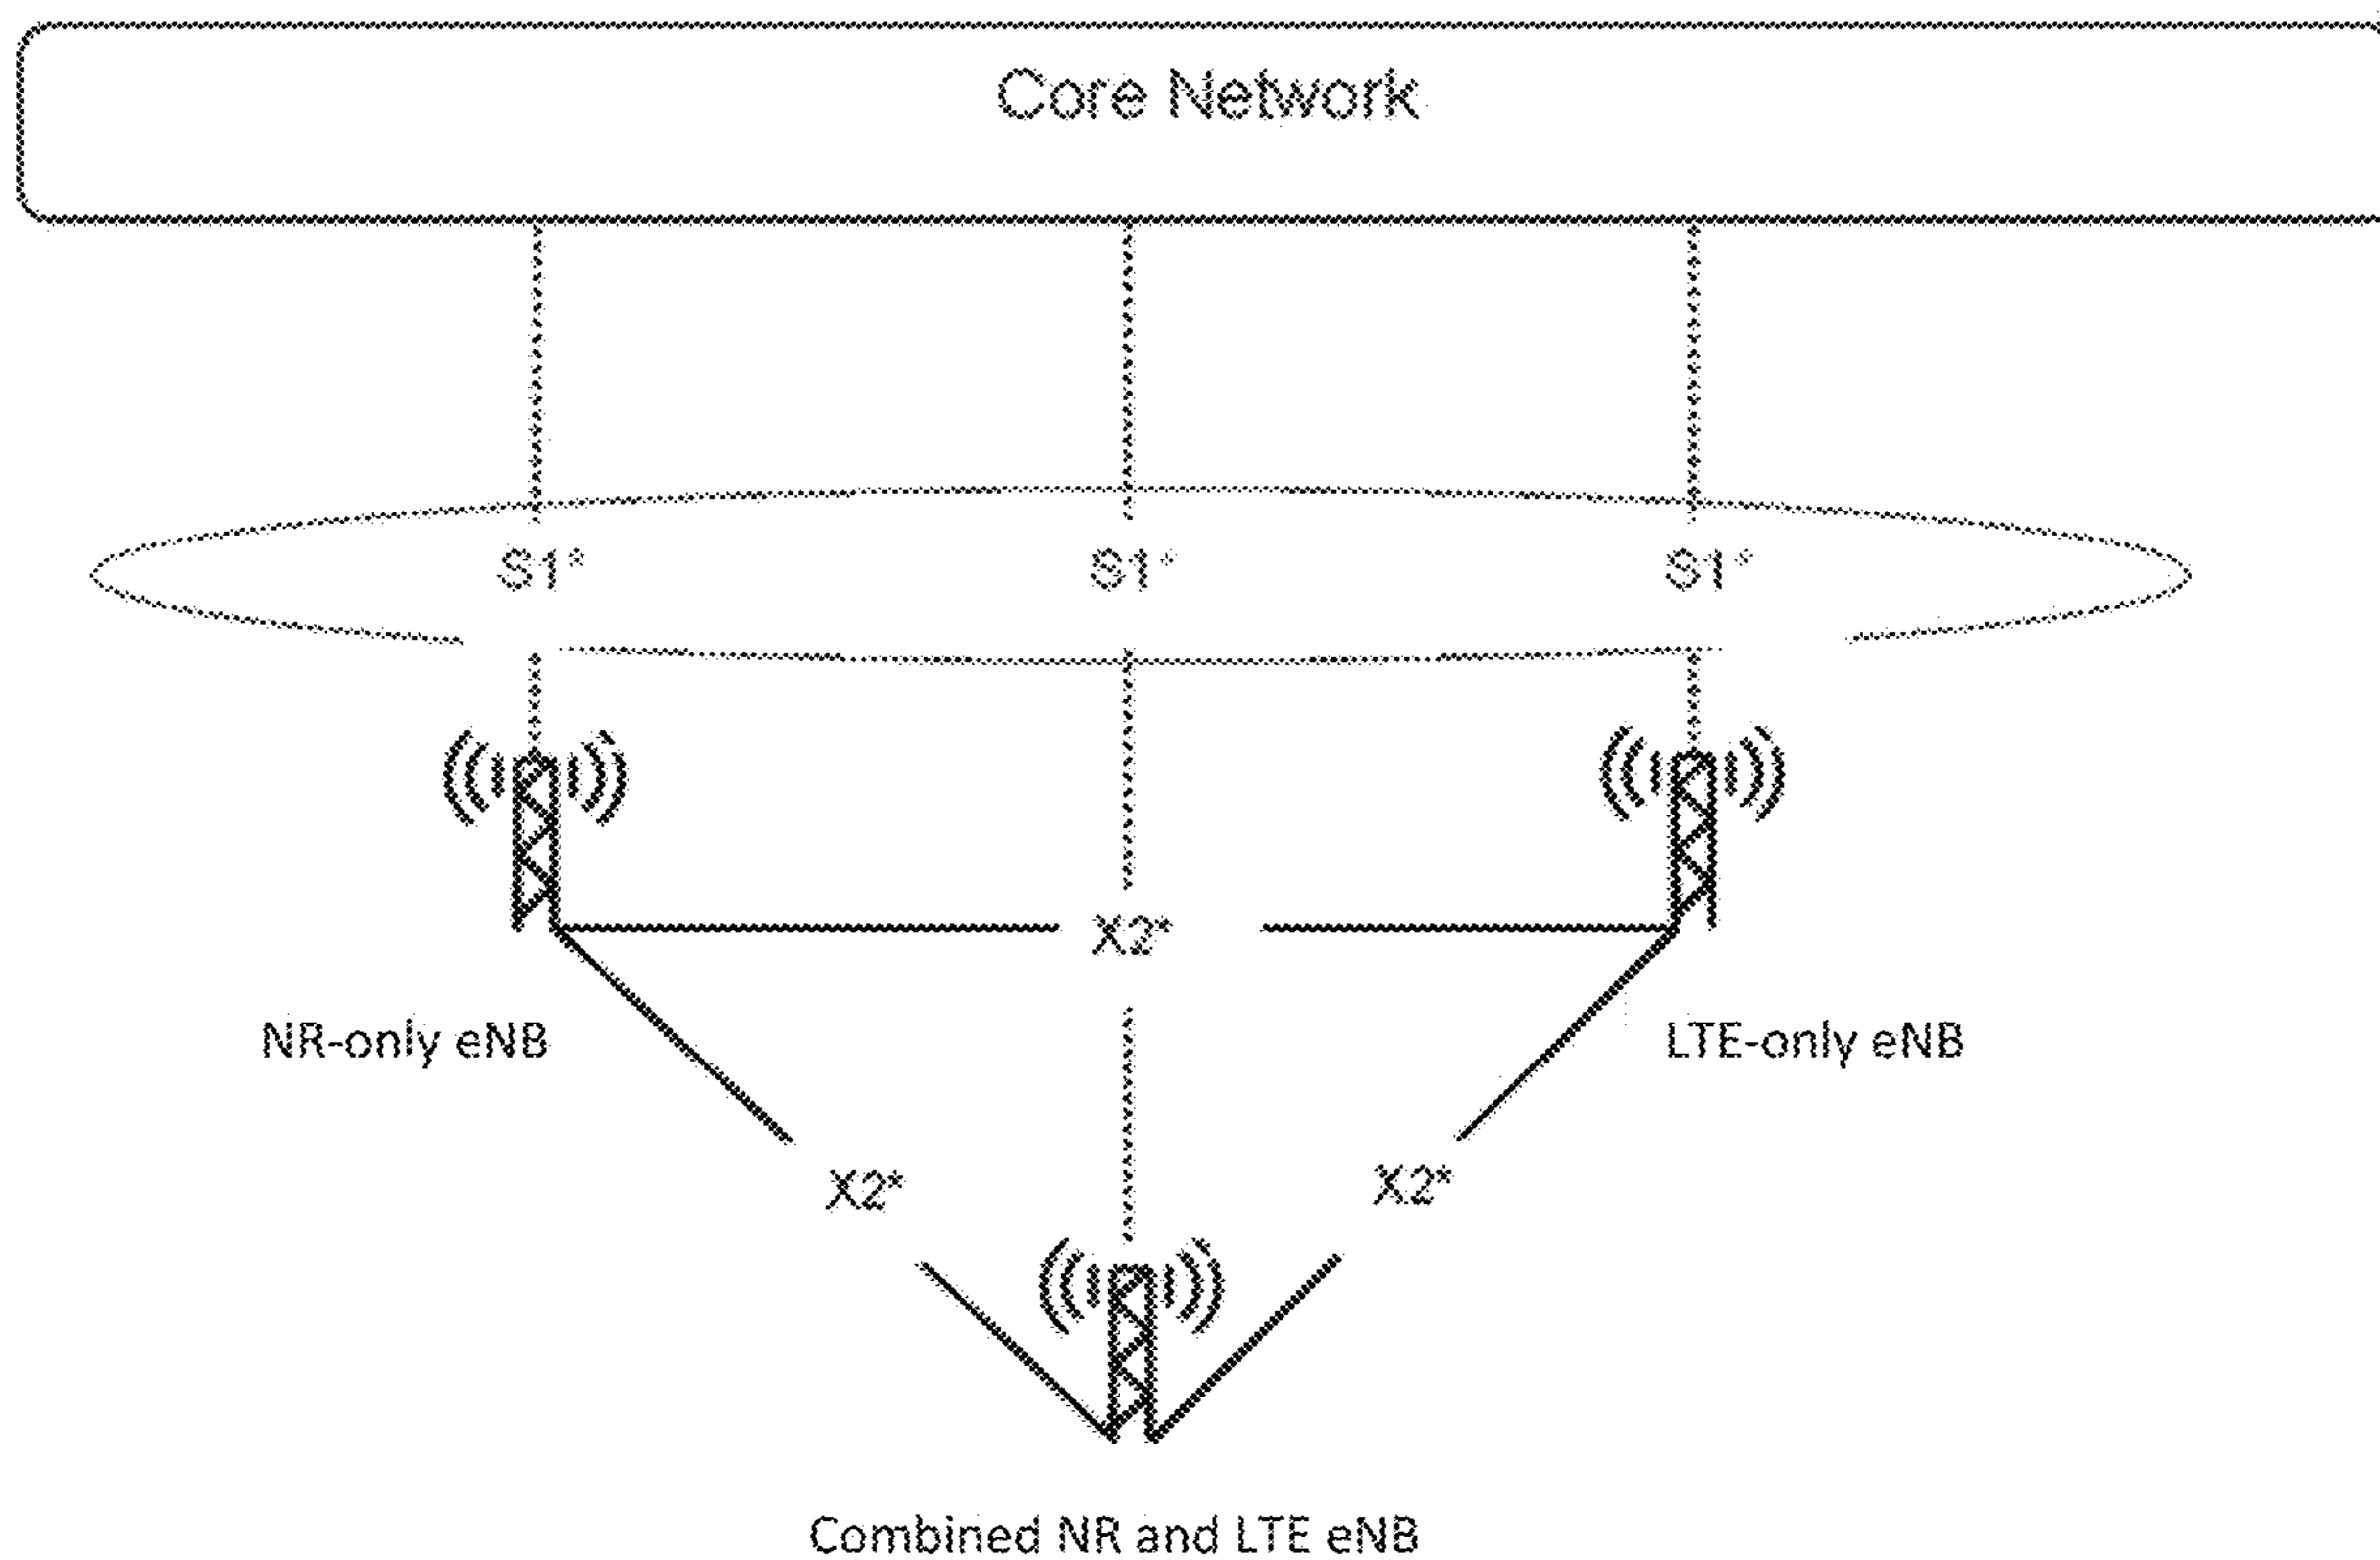 Core Network
S1*
S1*
S1*
X2*
NR-only eNB
LTE-only eNB
X2*
X2*
Combined NR and LTE eNB